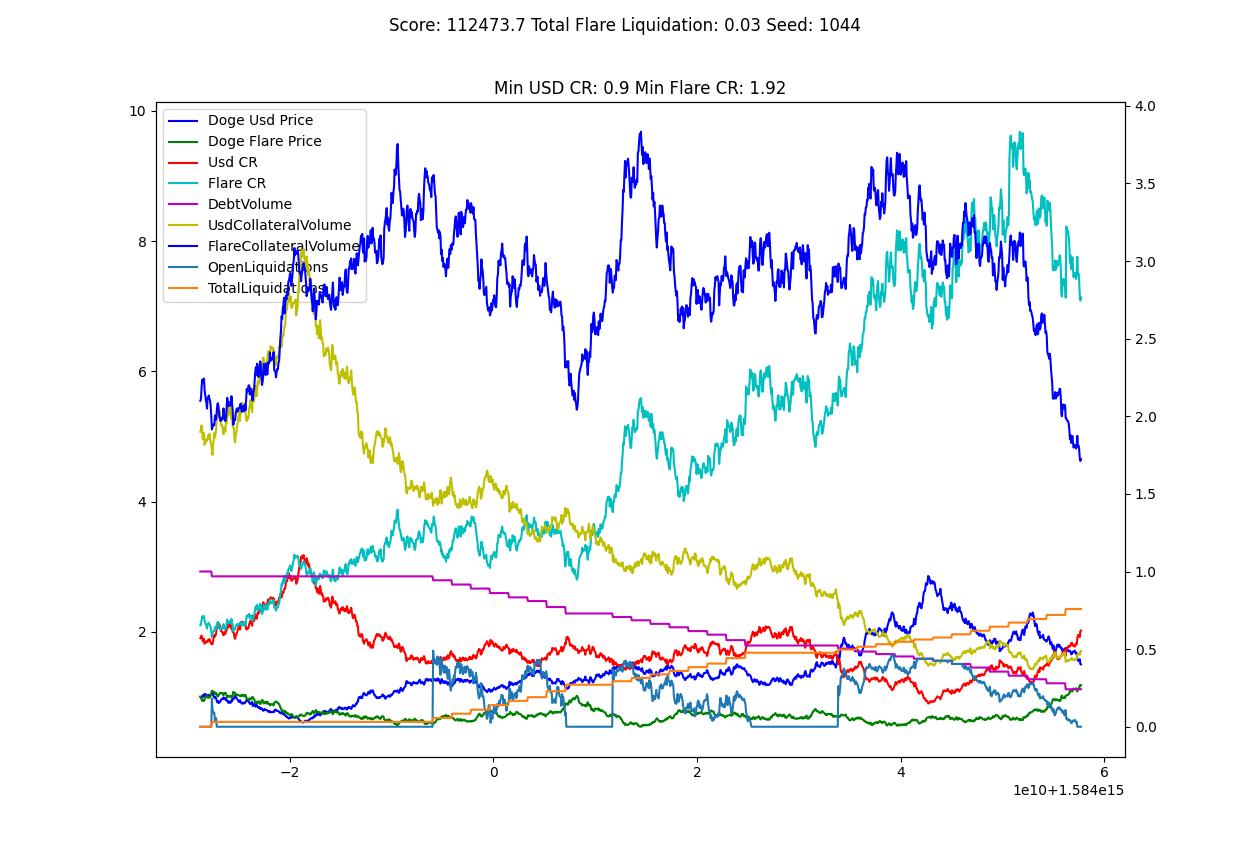 Score: 112473.7 Total Flare Liquidation: 0.03 Seed: 1044
Min USD CR: 0.9 Min Flare CR: 1.92
Doge Usd Price
Doge Flare Price
Usd CR
Flare CR
DebtVolume
UsdCollateralVolume
FlareCollateralVolume
OpenLiquidations
TotalLiquidations
10
8
6
4
2
4.0
3.5
3.0
2.5
2.0
1.5
1.0
0.5
0.0
−2 0 2 4 6
1e10+1.584e15